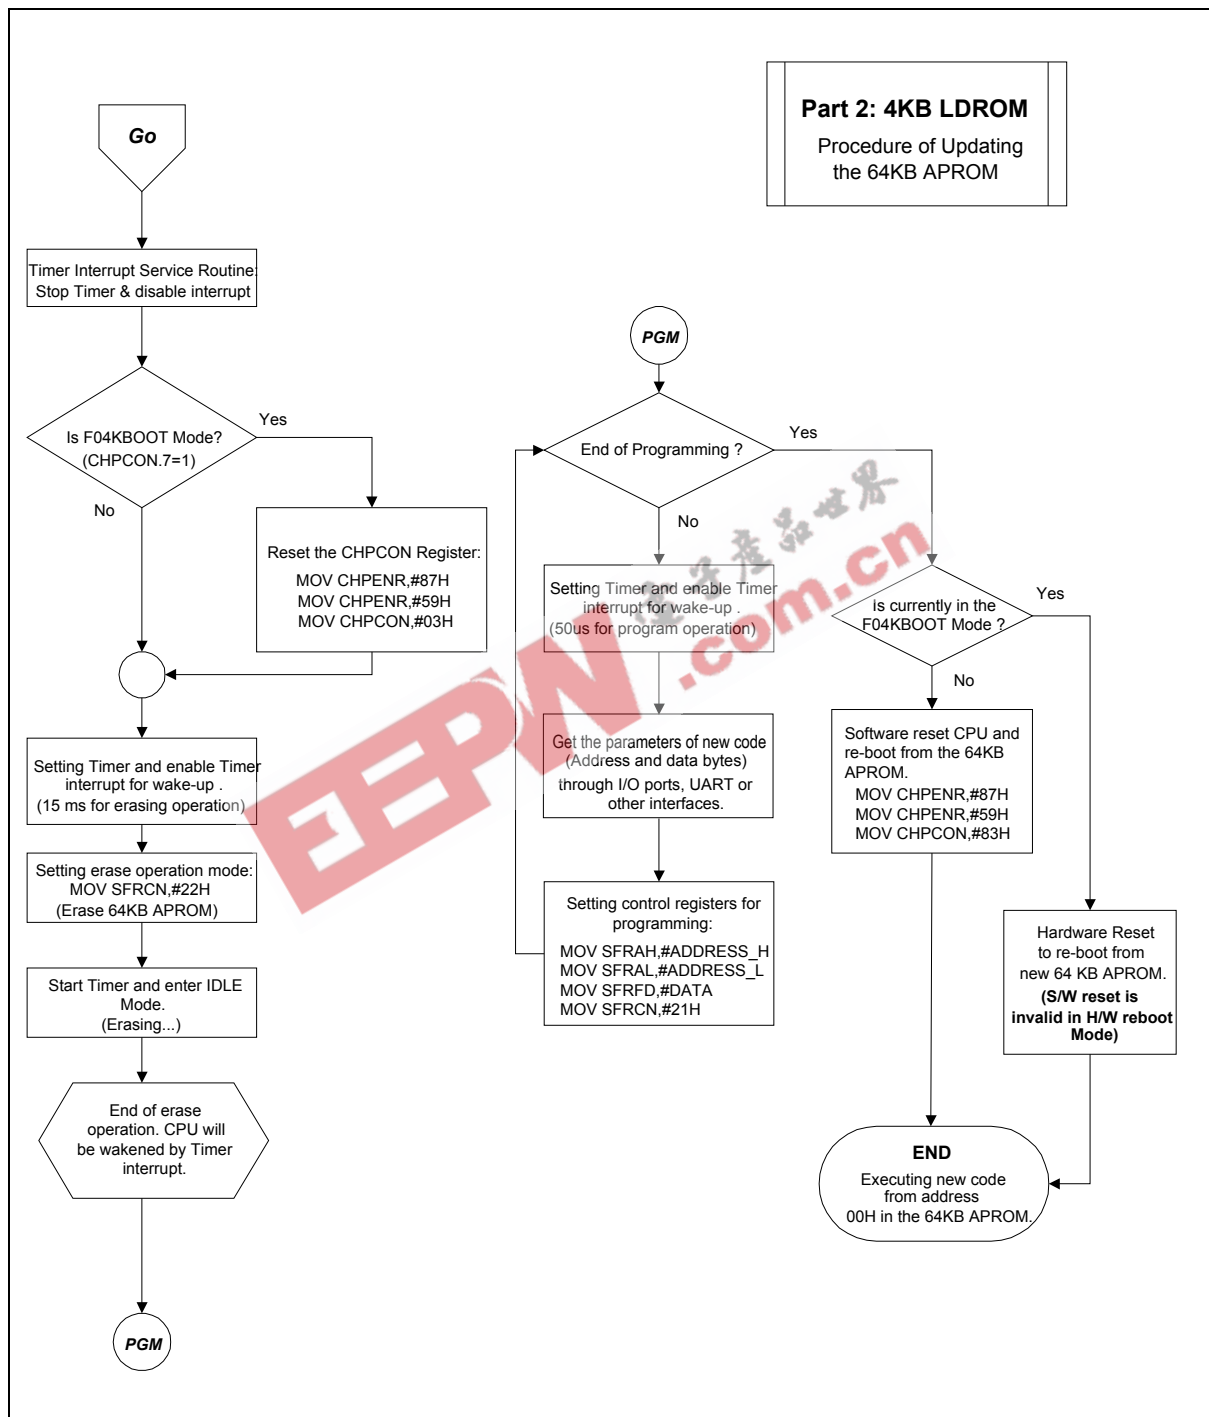 Part 2: 4KB LDROM
Procedure of Updating
the 64KB APROM
Go
Timer Interrupt Service Routine:
Stop Timer & disable interrupt
Is F04KBOOT Mode?
(CHPCON.7=1)
Yes
No
Reset the CHPCON Register:
MOV CHPENR,#87H
MOV CHPENR,#59H
MOV CHPCON,#03H
Setting Timer and enable Timer
interrupt for wake-up .
(15 ms for erasing operation)
Setting erase operation mode:
MOV SFRCN,#22H
(Erase 64KB APROM)
Start Timer and enter IDLE
Mode.
(Erasing...)
End of erase
operation. CPU will
be wakened by Timer
interrupt.
PGM
PGM
End of Programming ?
Yes
No
Setting Timer and enable Timer
interrupt for wake-up .
(50us for program operation)
Get the parameters of new code
(Address and data bytes)
through I/O ports, UART or
other interfaces.
Setting control registers for
programming:
MOV SFRAH,#ADDRESS_H
MOV SFRAL,#ADDRESS_L
MOV SFRFD,#DATA
MOV SFRCN,#21H
Is currently in the
F04KBOOT Mode ?
Yes
No
Software reset CPU and
re-boot from the 64KB
APROM.
MOV CHPENR,#87H
MOV CHPENR,#59H
MOV CHPCON,#83H
Hardware Reset
to re-boot from
new 64 KB APROM.
(S/W reset is
invalid in H/W reboot
Mode)
END
Executing new code
from address
00H in the 64KB APROM.
EEPW
.com.cn
電子產品世界